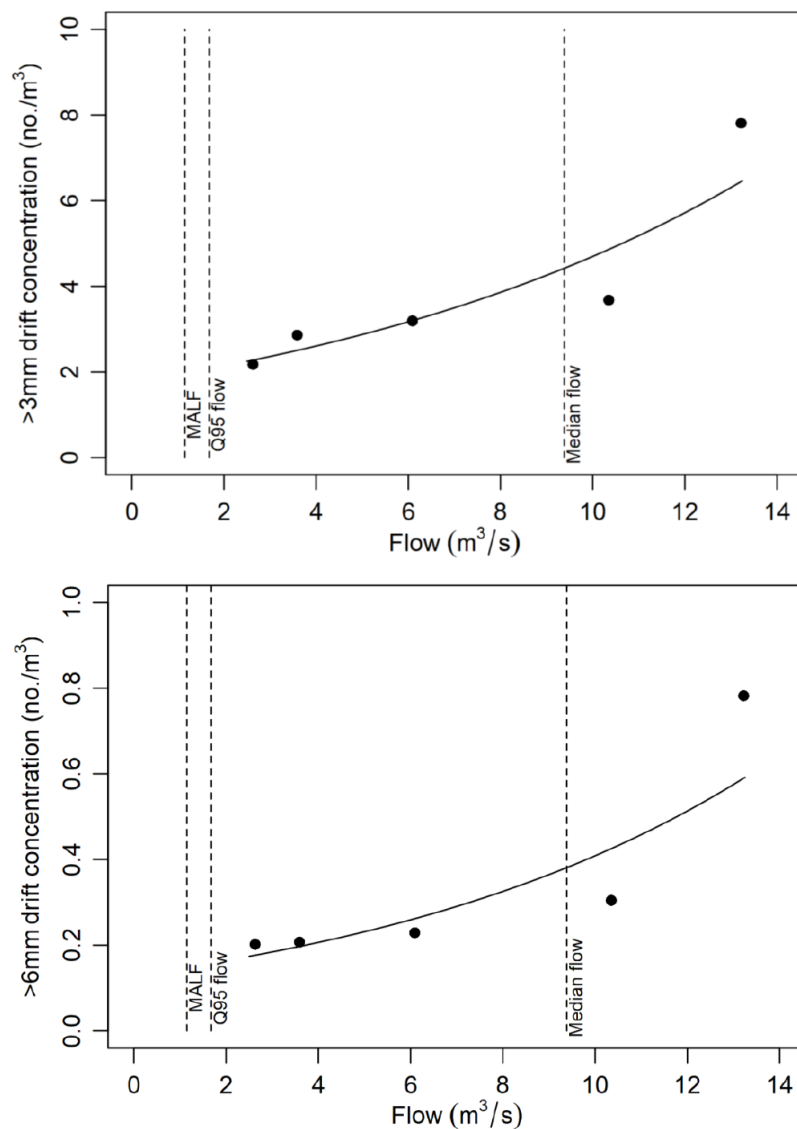 >3mm drift concentration (no./m³)
10
8
6
4
2
0
MALF
Q95 flow
Median flow
0 2 4 6 8 10 12 14
Flow (m³/s)
>6mm drift concentration (no./m³)
1.0
0.8
0.6
0.4
0.2
0.0
MALF
Q95 flow
Median flow
0 2 4 6 8 10 12 14
Flow (m³/s)